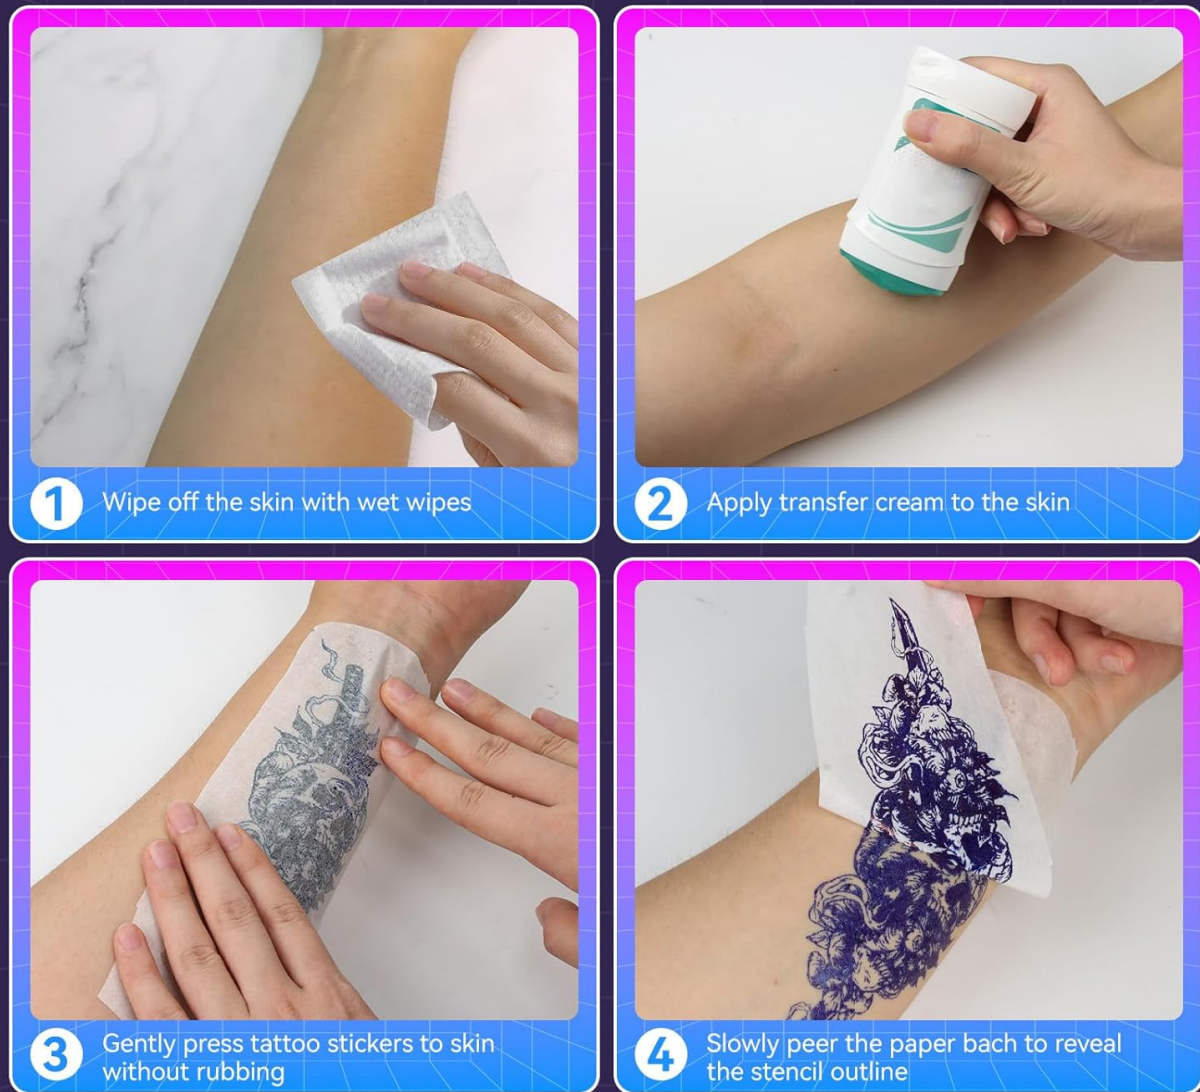 1 Wipe off the skin with wet wipes
2 Apply transfer cream to the skin
3 Gently press tattoo stickers to skin
without rubbing
4 Slowly peer the paper bach to reveal
the stencil outline